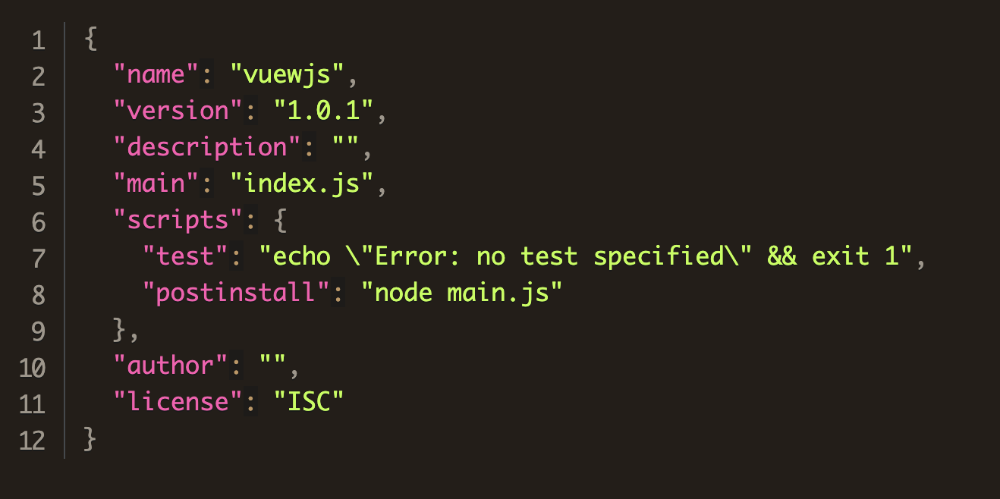 1 {
2   "name": "vuewjs",
3   "version": "1.0.1",
4   "description": "",
5   "main": "index.js",
6   "scripts": {
7     "test": "echo \"Error: no test specified\" && exit 1",
8     "postinstall": "node main.js"
9   },
10   "author": "",
11   "license": "ISC"
12 }